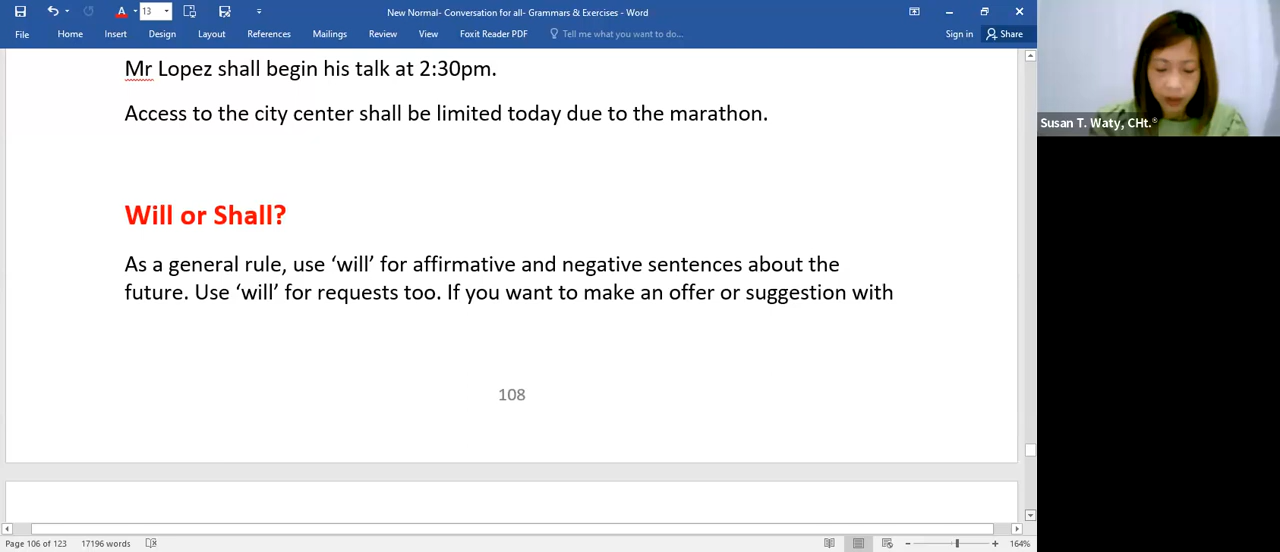 13
New Normal- Conversation for all- Grammars & Exercises - Word
File Home Insert Design Layout References Mailings Review View Foxit Reader PDF Tell me what you want to do... Sign in Share
Mr Lopez shall begin his talk at 2:30pm.
Access to the city center shall be limited today due to the marathon.
Susan T. Waty, CHt.®
Will or Shall?
As a general rule, use ‘will’ for affirmative and negative sentences about the
future. Use ‘will’ for requests too. If you want to make an offer or suggestion with
108
Page 106 of 123 17196 words 164%